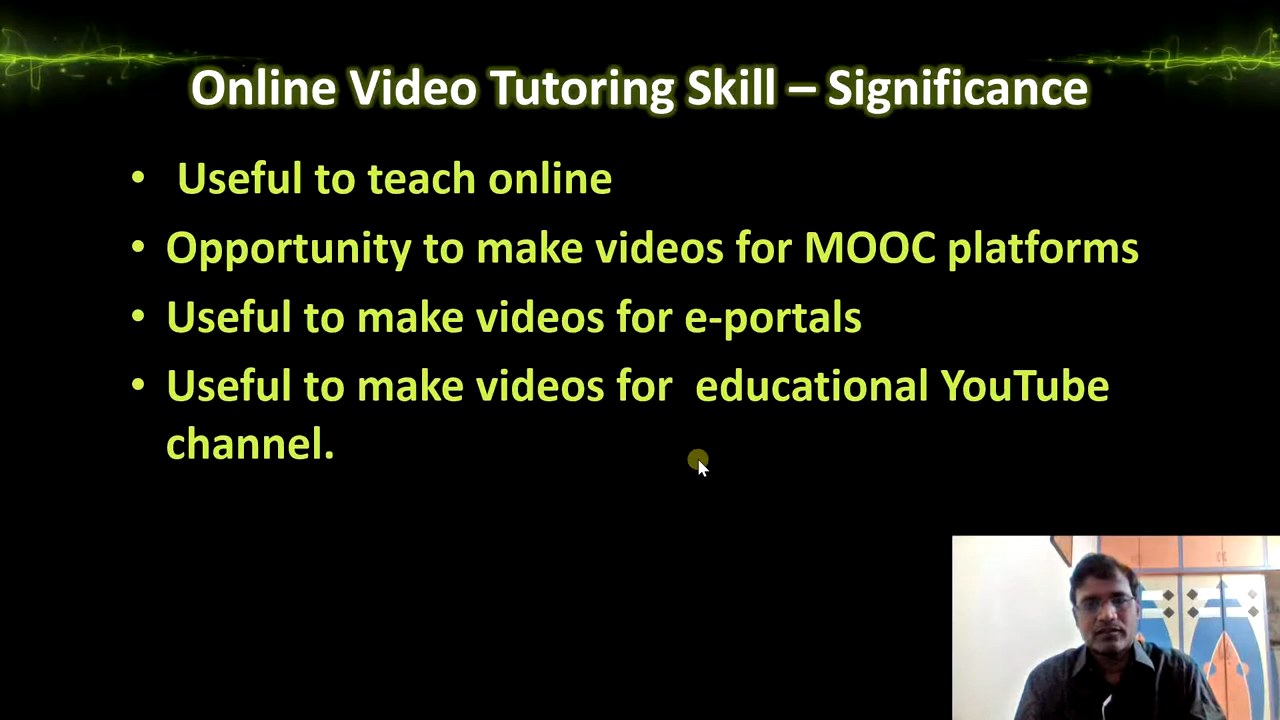 Online Video Tutoring Skill – Significance
• Useful to teach online
• Opportunity to make videos for MOOC platforms
• Useful to make videos for e-portals
• Useful to make videos for educational YouTube
channel.